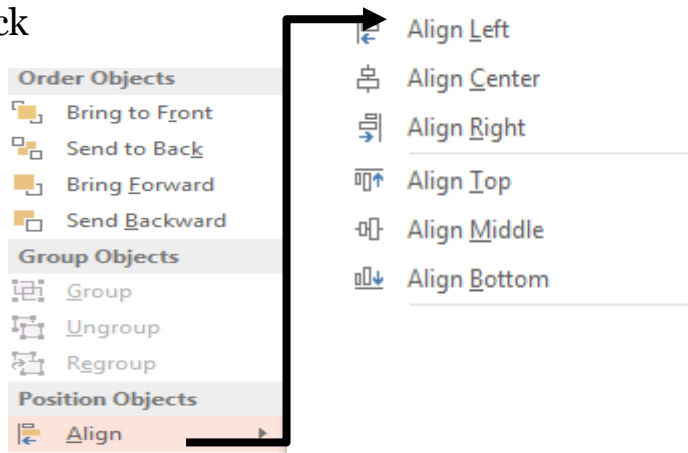 Order Objects
Bring to Front
Send to Back
Bring Forward
Send Backward
Group Objects
Group
Ungroup
Regroup
Position Objects
Align
Align Left
Align Center
Align Right
Align Top
Align Middle
Align Bottom